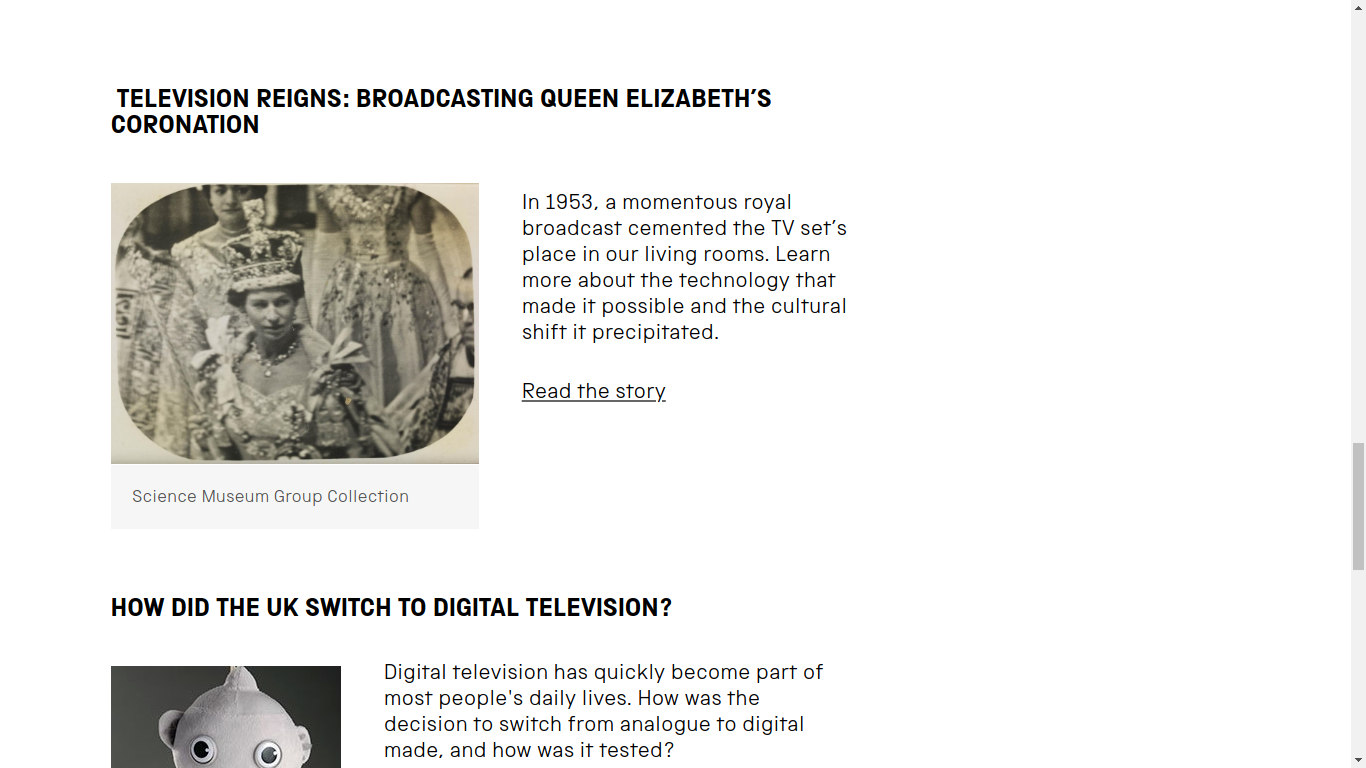 TELEVISION REIGNS: BROADCASTING QUEEN ELIZABETH’S
CORONATION
In 1953, a momentous royal
broadcast cemented the TV set’s
place in our living rooms. Learn
more about the technology that
made it possible and the cultural
shift it precipitated.
Read the story
Science Museum Group Collection
HOW DID THE UK SWITCH TO DIGITAL TELEVISION?
Digital television has quickly become part of
most people's daily lives. How was the
decision to switch from analogue to digital
made, and how was it tested?